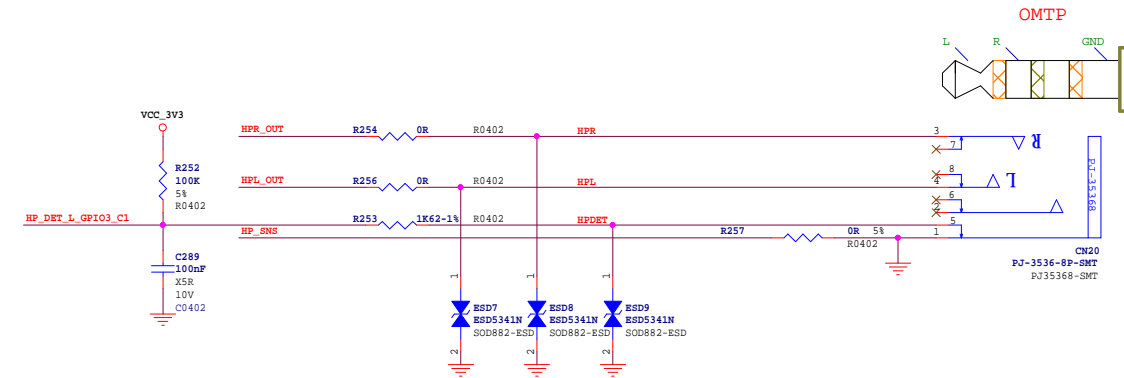 OMTP
L R GND
VCC_3V3
HPR_OUT R254 0R R0402 HPR 3
7 R
R252
100K
5%
R0402
8
HPL_OUT R256 0R R0402 HPL 4 L
6
2
HP_DET_L_GPIO3_C1 R253 1K62-1% R0402 HPDET 5
HP_SNS R257 0R 5% 1
R0402
PJ-35368
CN20
PJ-3536-8P-SMT
PJ35368-SMT
C289
100nF
X5R
10V
C0402
1 1 1
ESD7 ESD8 ESD9
ESD5341N ESD5341N ESD5341N
SOD882-ESD SOD882-ESD SOD882-ESD
2 2 2